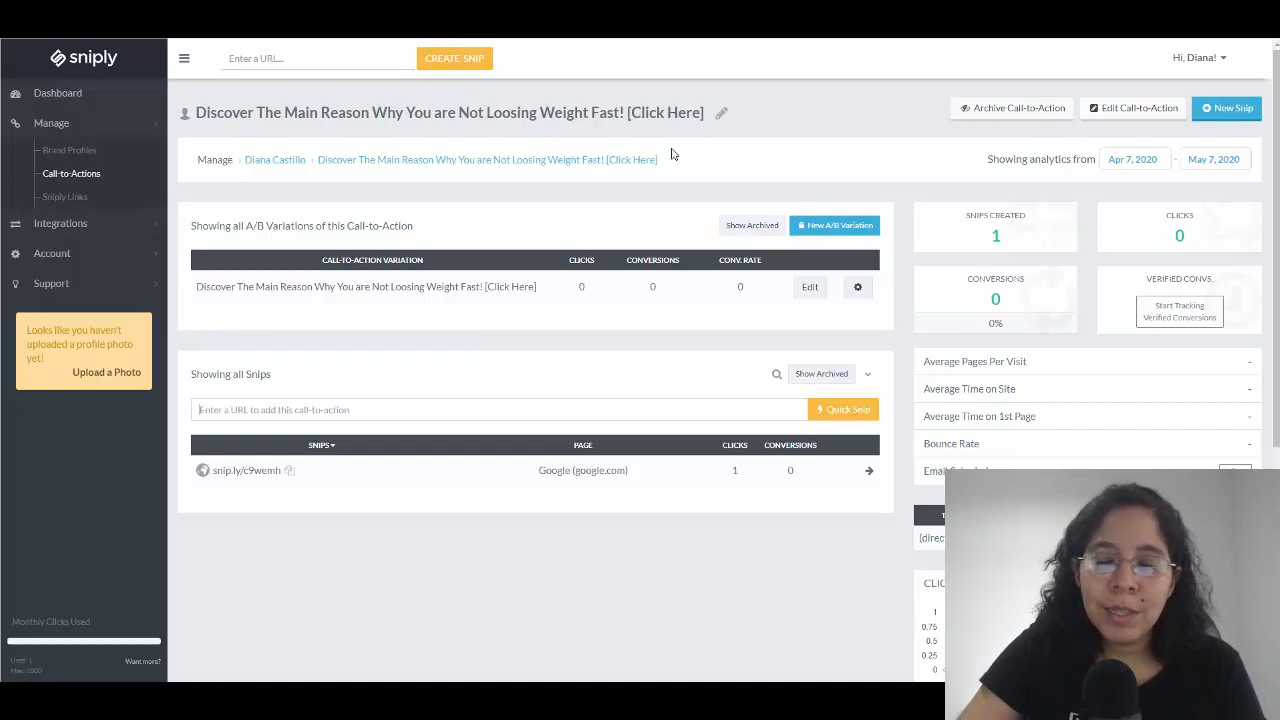 sniply
Enter a URL...
CREATE SNIP
Hi, Diana!
Dashboard
Manage
Brand Profiles
Call-to-Actions
Sniply Links
Integrations
Account
Support
Looks like you haven't
uploaded a profile photo
yet!
Upload a Photo
Monthly Clicks Used
Used: 1
Max: 1000
Want more?
Discover The Main Reason Why You are Not Loosing Weight Fast! [Click Here]
Archive Call-to-Action
Edit Call-to-Action
New Snip
Manage › Diana Castillo › Discover The Main Reason Why You are Not Loosing Weight Fast! [Click Here]
Showing analytics from Apr 7, 2020 - May 7, 2020
Showing all A/B Variations of this Call-to-Action
Show Archived
New A/B Variation
CALL-TO-ACTION VARIATION CLICKS CONVERSIONS CONV. RATE
Discover The Main Reason Why You are Not Loosing Weight Fast! [Click Here] 0 0 0 Edit
Showing all Snips
Show Archived
Enter a URL to add this call-to-action
Quick Snip
SNIPS PAGE CLICKS CONVERSIONS
snip.ly/c9wemh Google (google.com) 1 0
SNIPS CREATED
1
CLICKS
0
CONVERSIONS
0
0%
VERIFIED CONVS.
Start Tracking
Verified Conversions
Average Pages Per Visit -
Average Time on Site -
Average Time on 1st Page -
Bounce Rate -
Email
(direc
CLIC
1
0.75
0.5
0.25
0